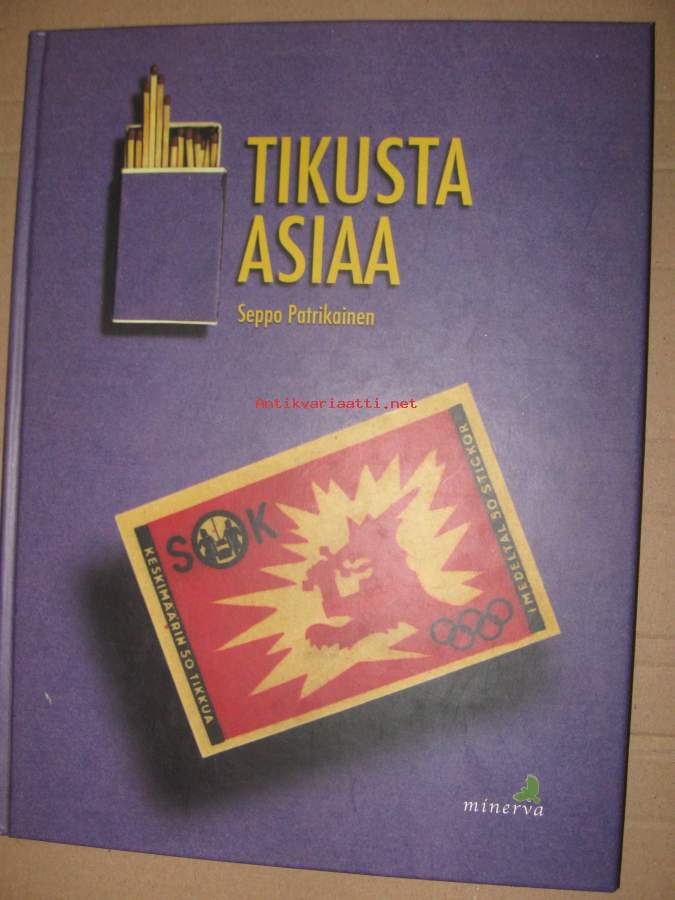 TIKUSTA
ASIAA
Seppo Patrikainen
Antikvariaatti.net
SOK
KESKIMÄÄRIN 50 TIKKUA
I MEDELTAL 50 STICKOR
minerva